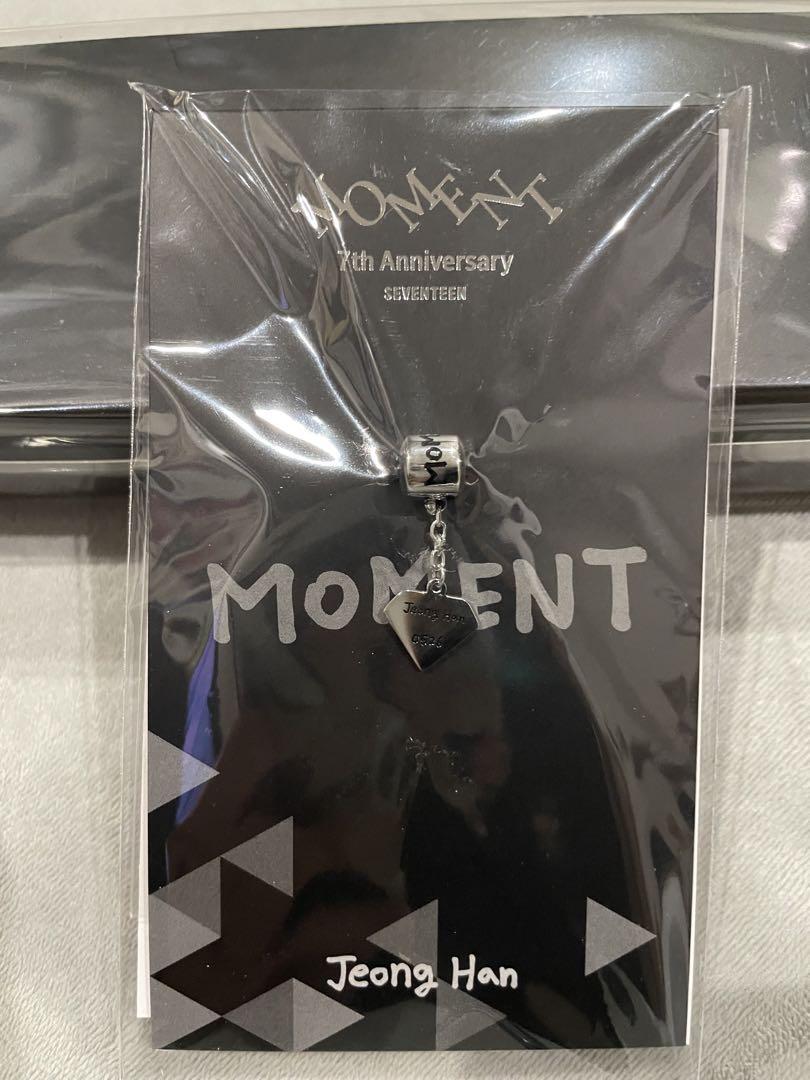 MOMENT
7th Anniversary
SEVENTEEN
MOM
MOMENT
Jeong Han
0526
Jeong Han